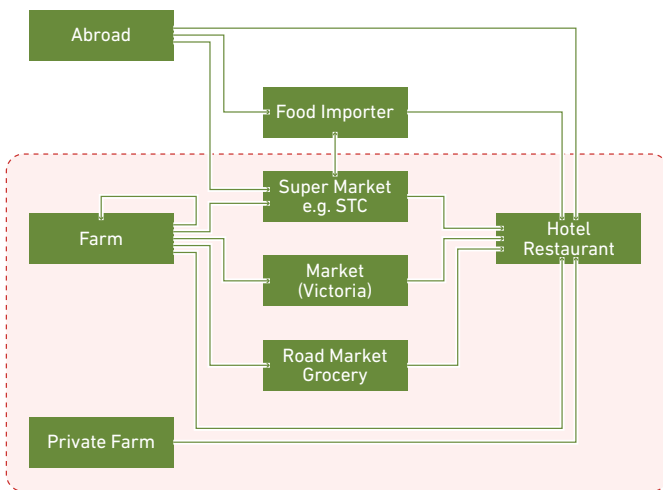 Abroad
Food Importer
Super Market
e.g. STC
Farm
Hotel
Restaurant
Market
(Victoria)
Road Market
Grocery
Private Farm